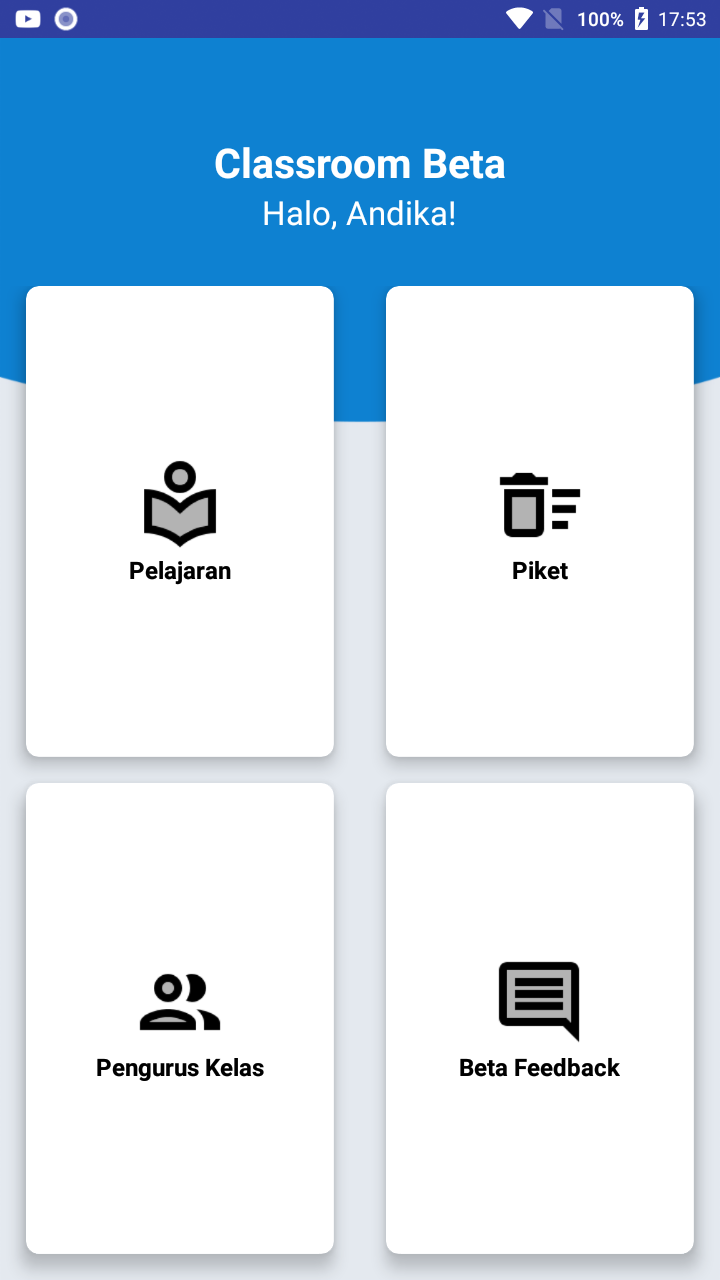 100% 17:53
Classroom Beta
Halo, Andika!
Pelajaran
Piket
Pengurus Kelas
Beta Feedback